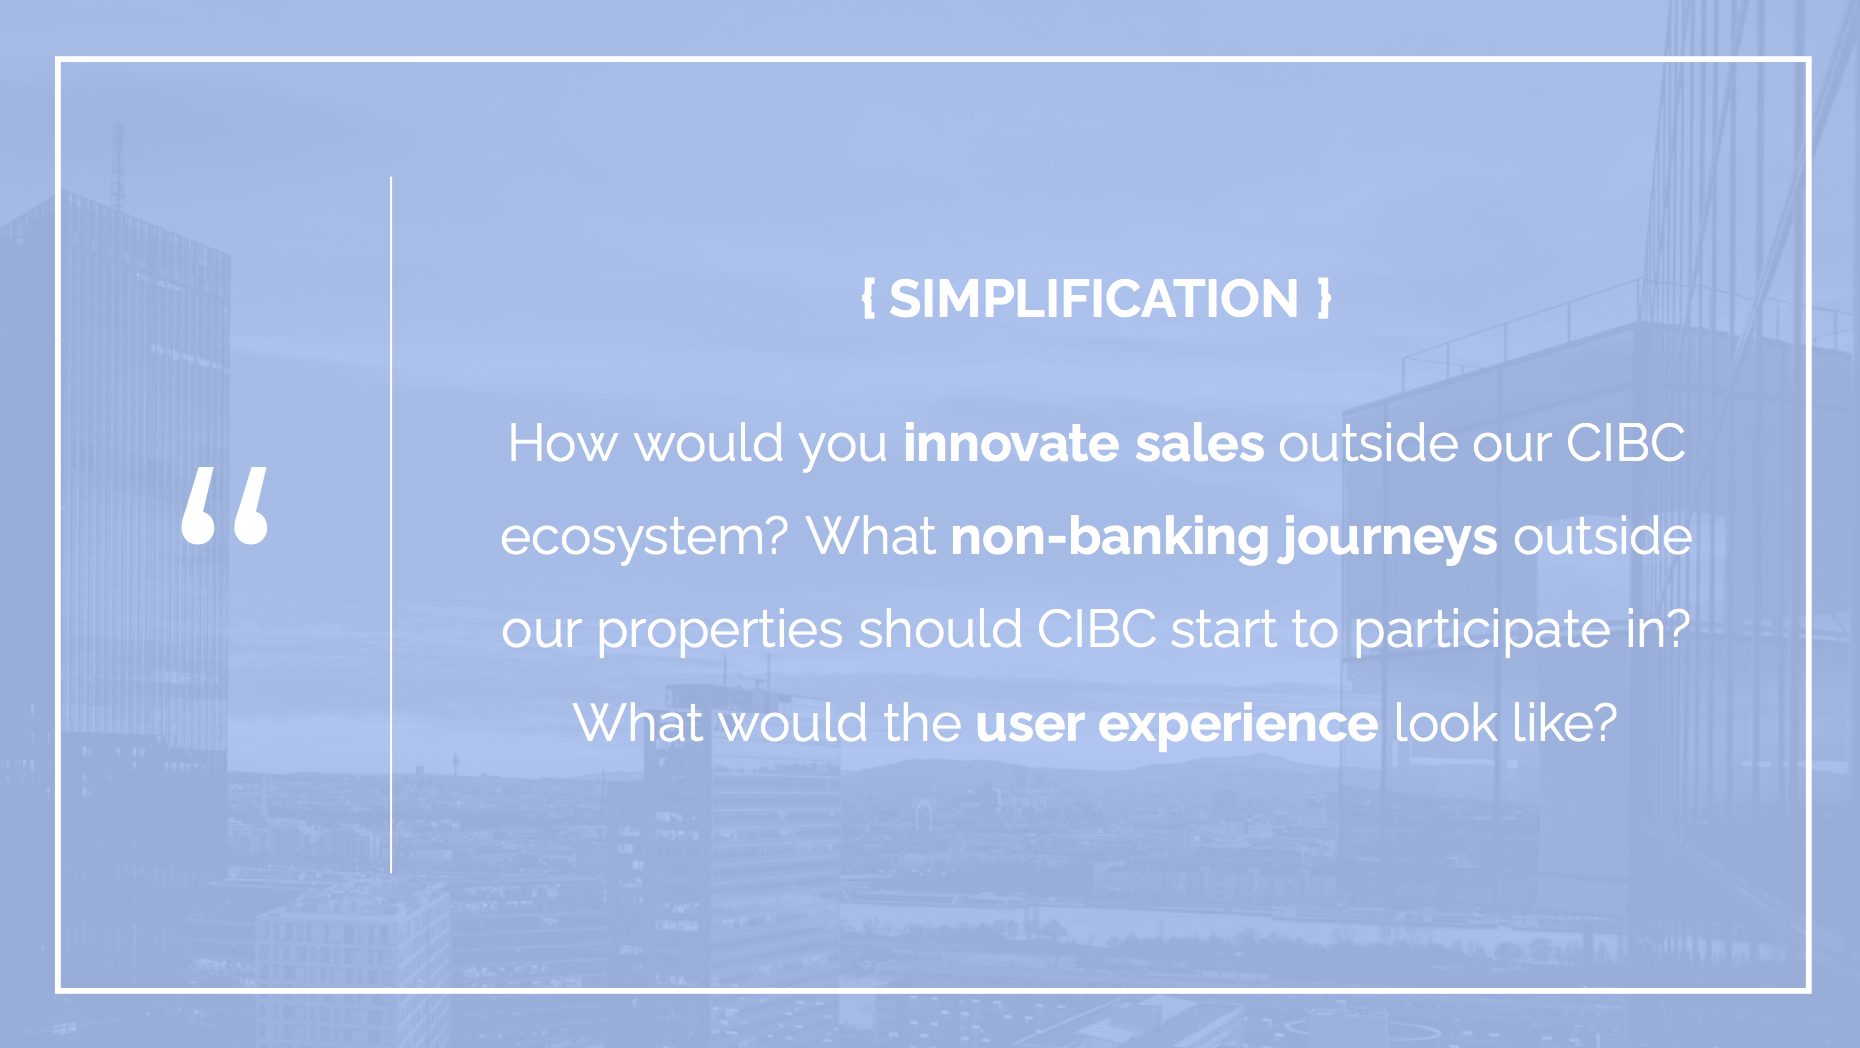 { SIMPLIFICATION }
“
How would you innovate sales outside our CIBC
ecosystem? What non-banking journeys outside
our properties should CIBC start to participate in?
What would the user experience look like?